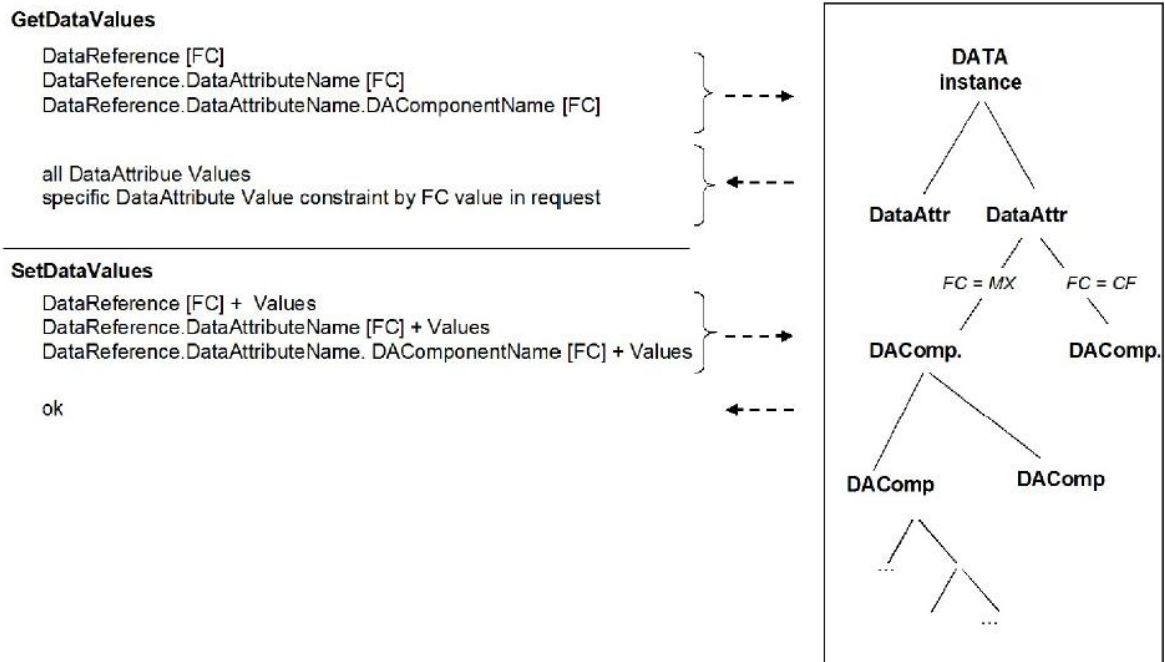 GetDataValues
DataReference [FC]
DataReference.DataAttributeName [FC]
DataReference.DataAttributeName.DAComponentName [FC]
all DataAttribue Values
specific DataAttribute Value constraint by FC value in request
SetDataValues
DataReference [FC] + Values
DataReference.DataAttributeName [FC] + Values
DataReference.DataAttributeName. DAComponentName [FC] + Values
ok
DATA
instance
DataAttr DataAttr
FC = MX FC = CF
DAComp. DAComp.
DAComp DAComp
...
...